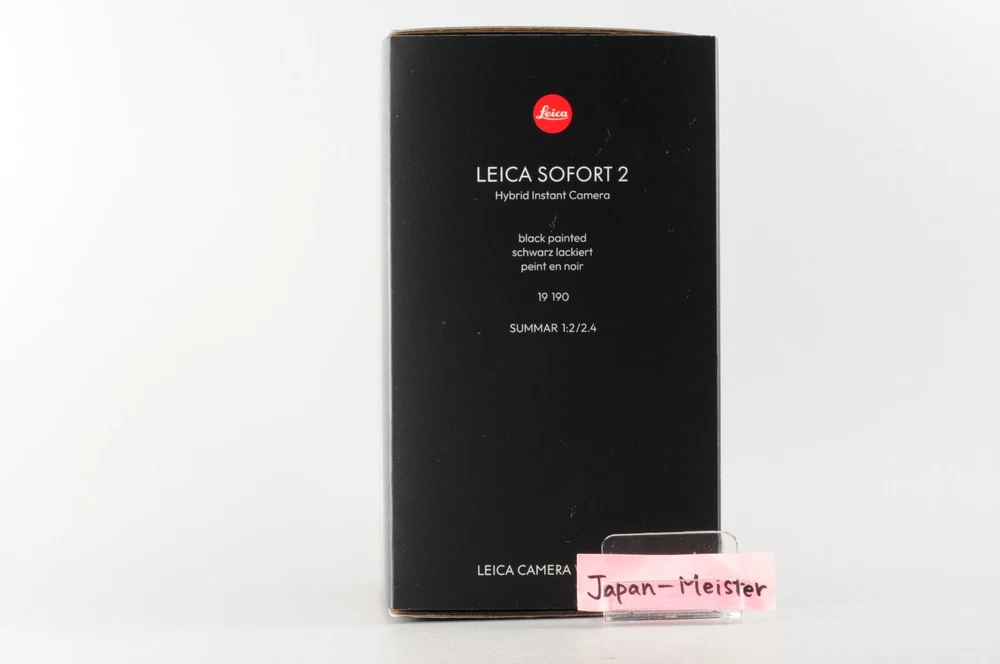 Leica
LEICA SOFORT 2
Hybrid Instant Camera
black painted
schwarz lackiert
peint en noir
19 190
SUMMAR 1:2/2.4
LEICA CAMERA
Japan-Meister